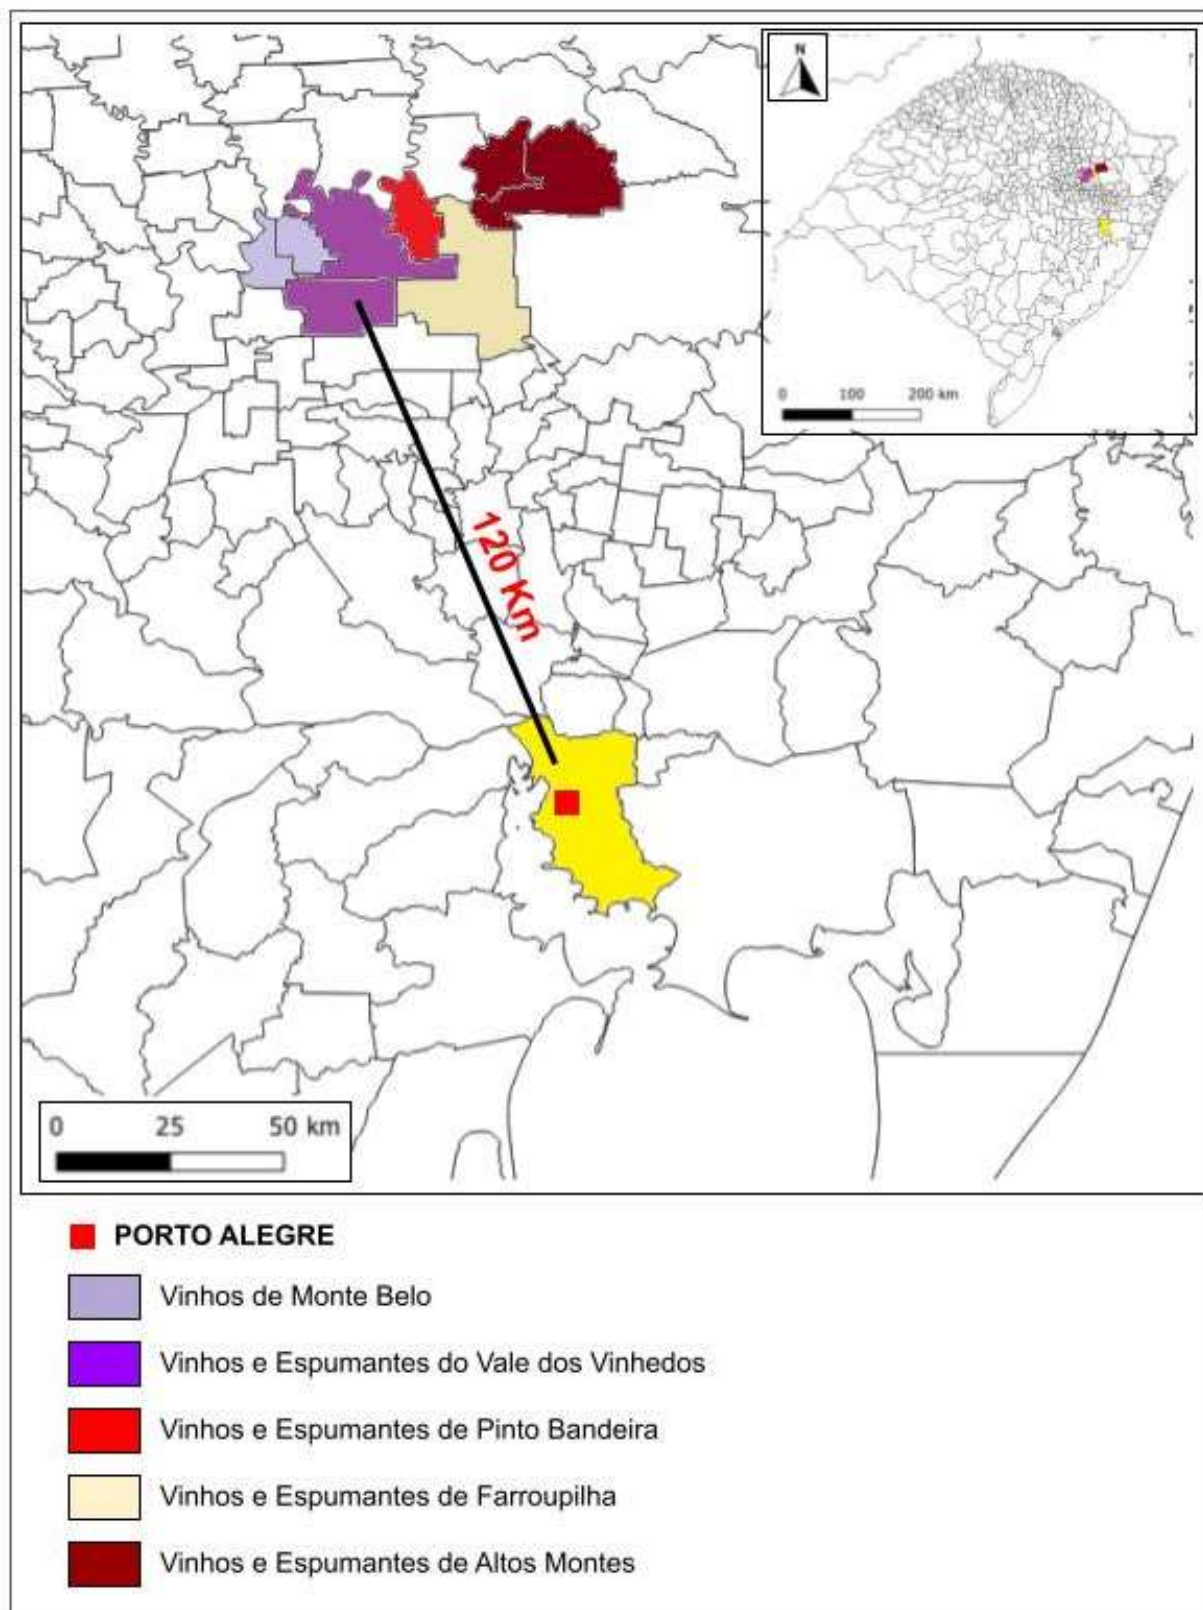 N
0 100 200 km
120 Km
0 25 50 km
PORTO ALEGRE
Vinhos de Monte Belo
Vinhos e Espumantes do Vale dos Vinhedos
Vinhos e Espumantes de Pinto Bandeira
Vinhos e Espumantes de Farroupilha
Vinhos e Espumantes de Altos Montes